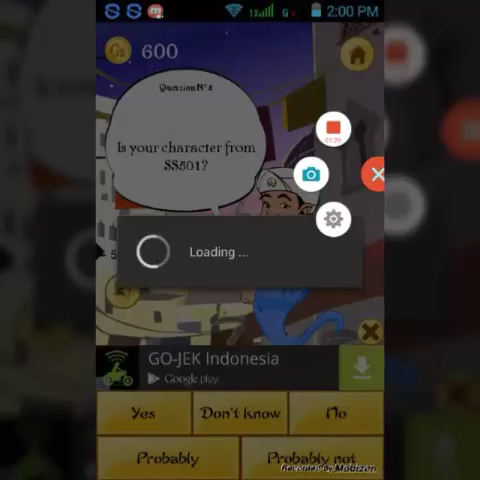 2:00 PM
Gs 600
Question N°8
Is your character from
SS501?
Loading ...
GO-JEK Indonesia
Google play
Yes
Don't know
No
Probably
Probably not
Recorded by Mobizen